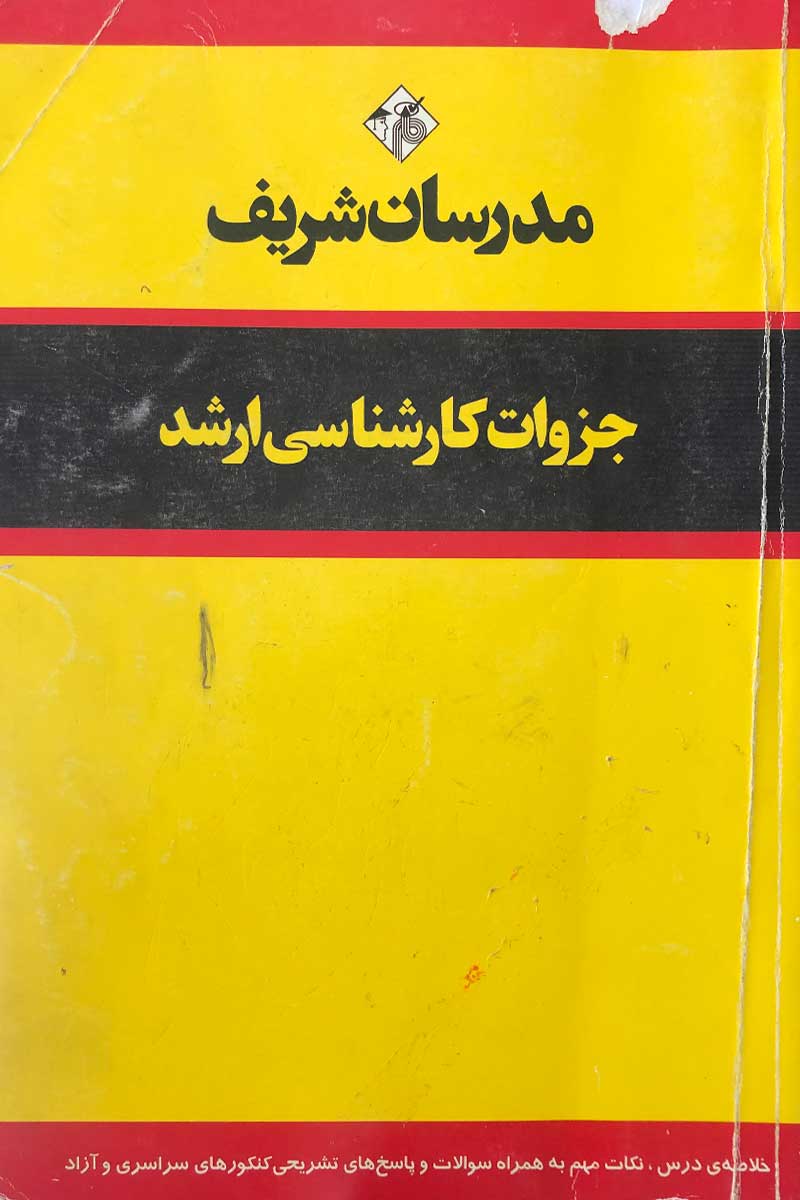 مدرسان شریف
جزوات کارشناسی ارشد
خلاصه‌ی درس ، نکات مهم به همراه سوالات و پاسخ‌های تشریحی کنکورهای سراسری و آزاد